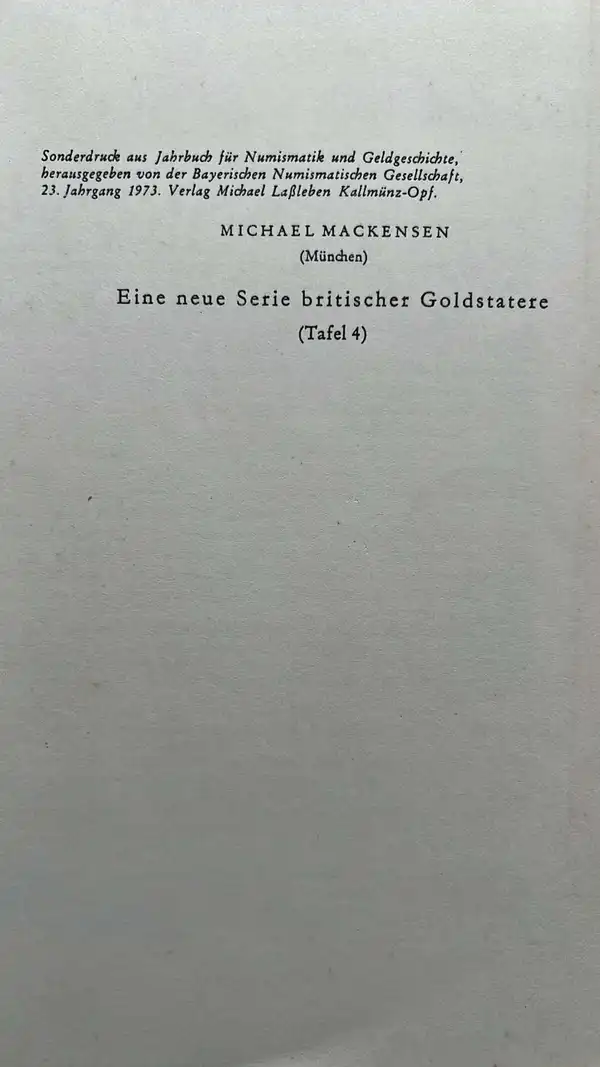 Sonderdruck aus Jahrbuch für Numismatik und Geldgeschichte,
herausgegeben von der Bayerischen Numismatischen Gesellschaft,
23. Jahrgang 1973. Verlag Michael Laßleben Kallmünz-Opf.
MICHAEL MACKENSEN
(München)
Eine neue Serie britischer Goldstatere
(Tafel 4)